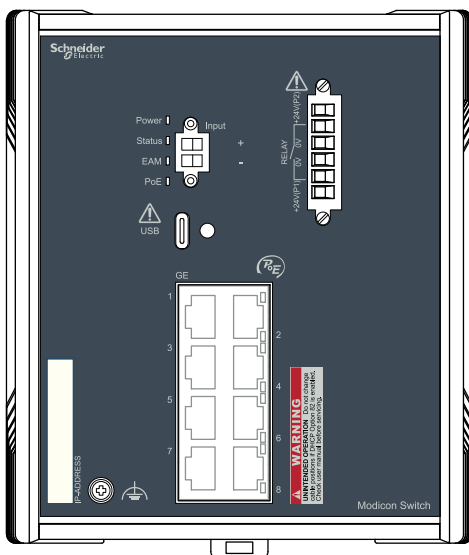 Schneider
Electric
Power
Status
EAM
PoE
Input
+
-
+24V(P2)
0V
RELAY
0V
+24V(P1)
USB
GE
PoE
1
2
3
4
5
6
7
8
IP-ADDRESS
WARNING
UNINTENDED OPERATION Do not change
cable positions if DHCP Option 82 is enabled.
Check user manual before servicing.
Modicon Switch